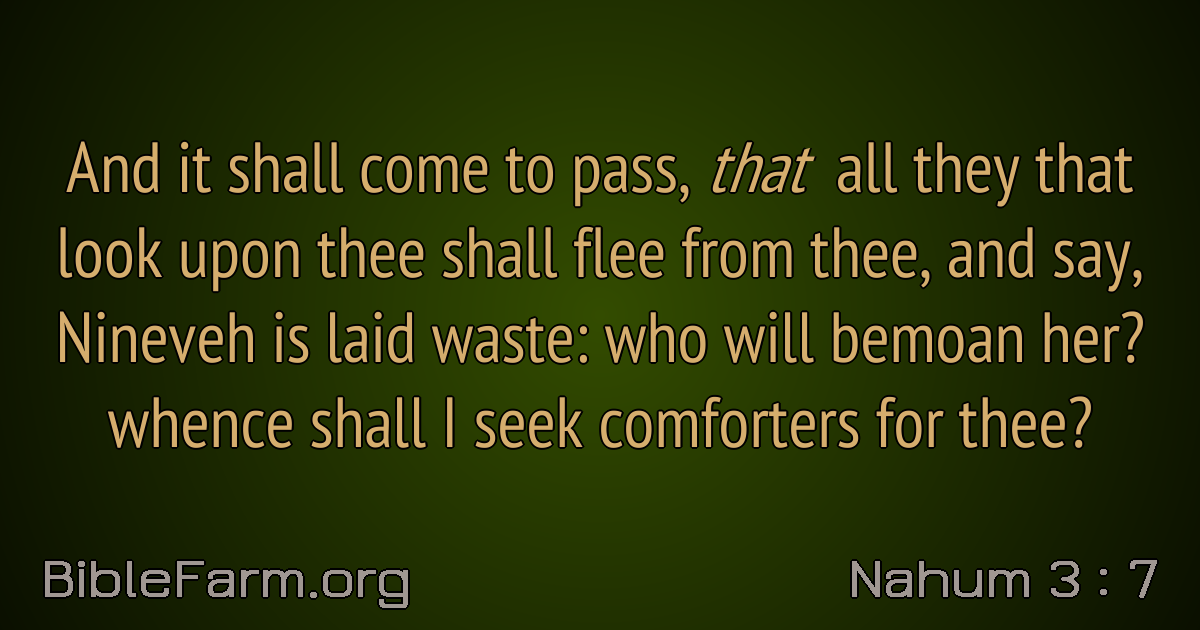 And it shall come to pass, that all they that
look upon thee shall flee from thee, and say,
Nineveh is laid waste: who will bemoan her?
whence shall I seek comforters for thee?
BibleFarm.org
Nahum 3 : 7